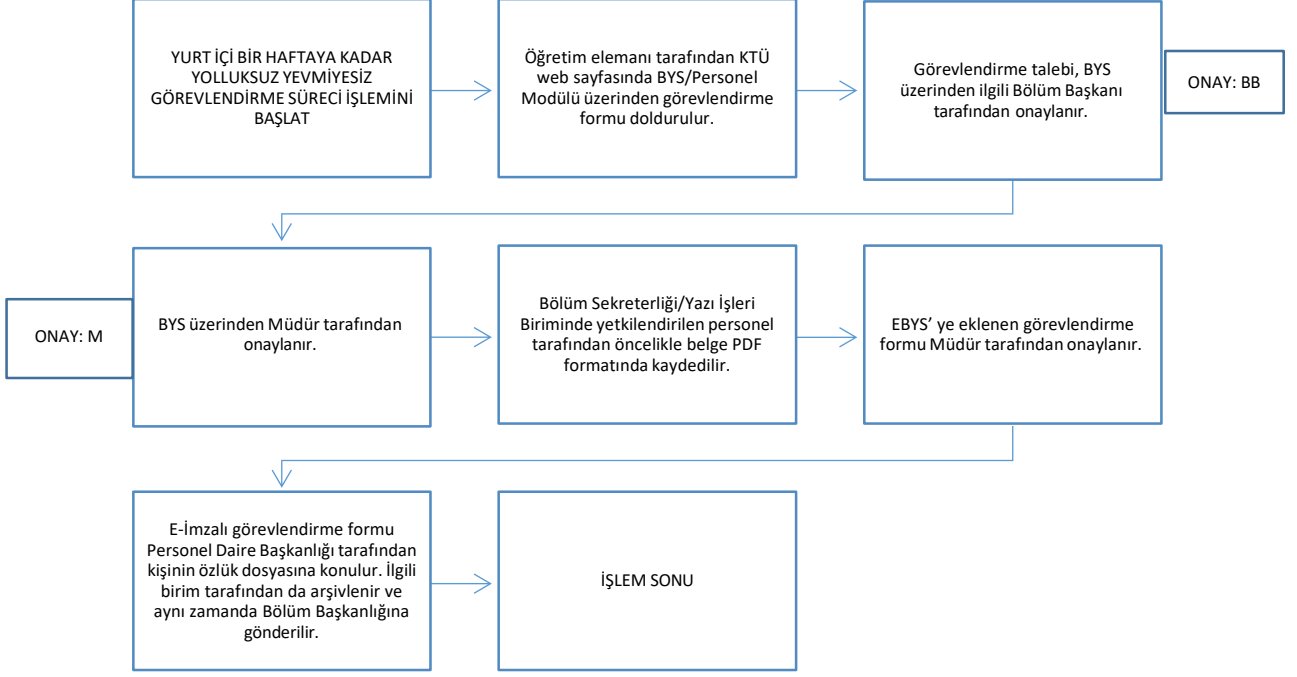 YURT İÇİ BİR HAFTAYA KADAR
YOLLUKSUZ YEVMİYESİZ
GÖREVLENDİRME SÜRECİ İŞLEMİNİ
BAŞLAT
Öğretim elemanı tarafından KTÜ
web sayfasında BYS/Personel
Modülü üzerinden görevlendirme
formu doldurulur.
Görevlendirme talebi, BYS
üzerinden ilgili Bölüm Başkanı
tarafından onaylanır.
ONAY: BB
ONAY: M
BYS üzerinden Müdür tarafından
onaylanır.
Bölüm Sekreterliği/Yazı İşleri
Biriminde yetkilendirilen personel
tarafından öncelikle belge PDF
formatında kaydedilir.
EBYS’ ye eklenen görevlendirme
formu Müdür tarafından onaylanır.
E-İmzalı görevlendirme formu
Personel Daire Başkanlığı tarafından
kişinin özlük dosyasına konulur. İlgili
birim tarafından da arşivlenir ve
aynı zamanda Bölüm Başkanlığına
gönderilir.
İŞLEM SONU